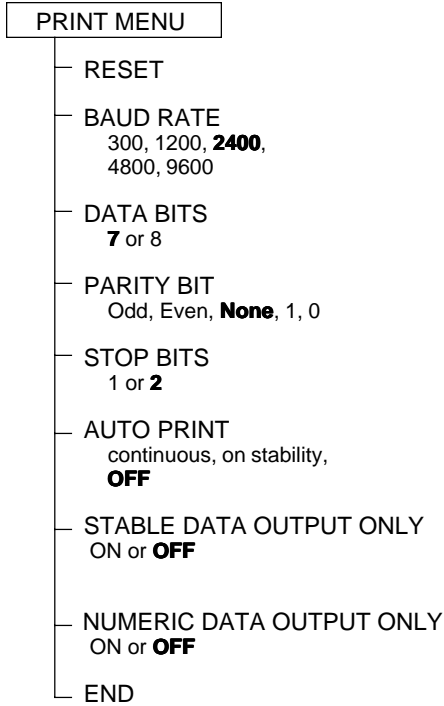 PRINT MENU
RESET
BAUD RATE
300, 1200, 2400,
4800, 9600
DATA BITS
7 or 8
PARITY BIT
Odd, Even, None, 1, 0
STOP BITS
1 or 2
AUTO PRINT
continuous, on stability,
OFF
STABLE DATA OUTPUT ONLY
ON or OFF
NUMERIC DATA OUTPUT ONLY
ON or OFF
END